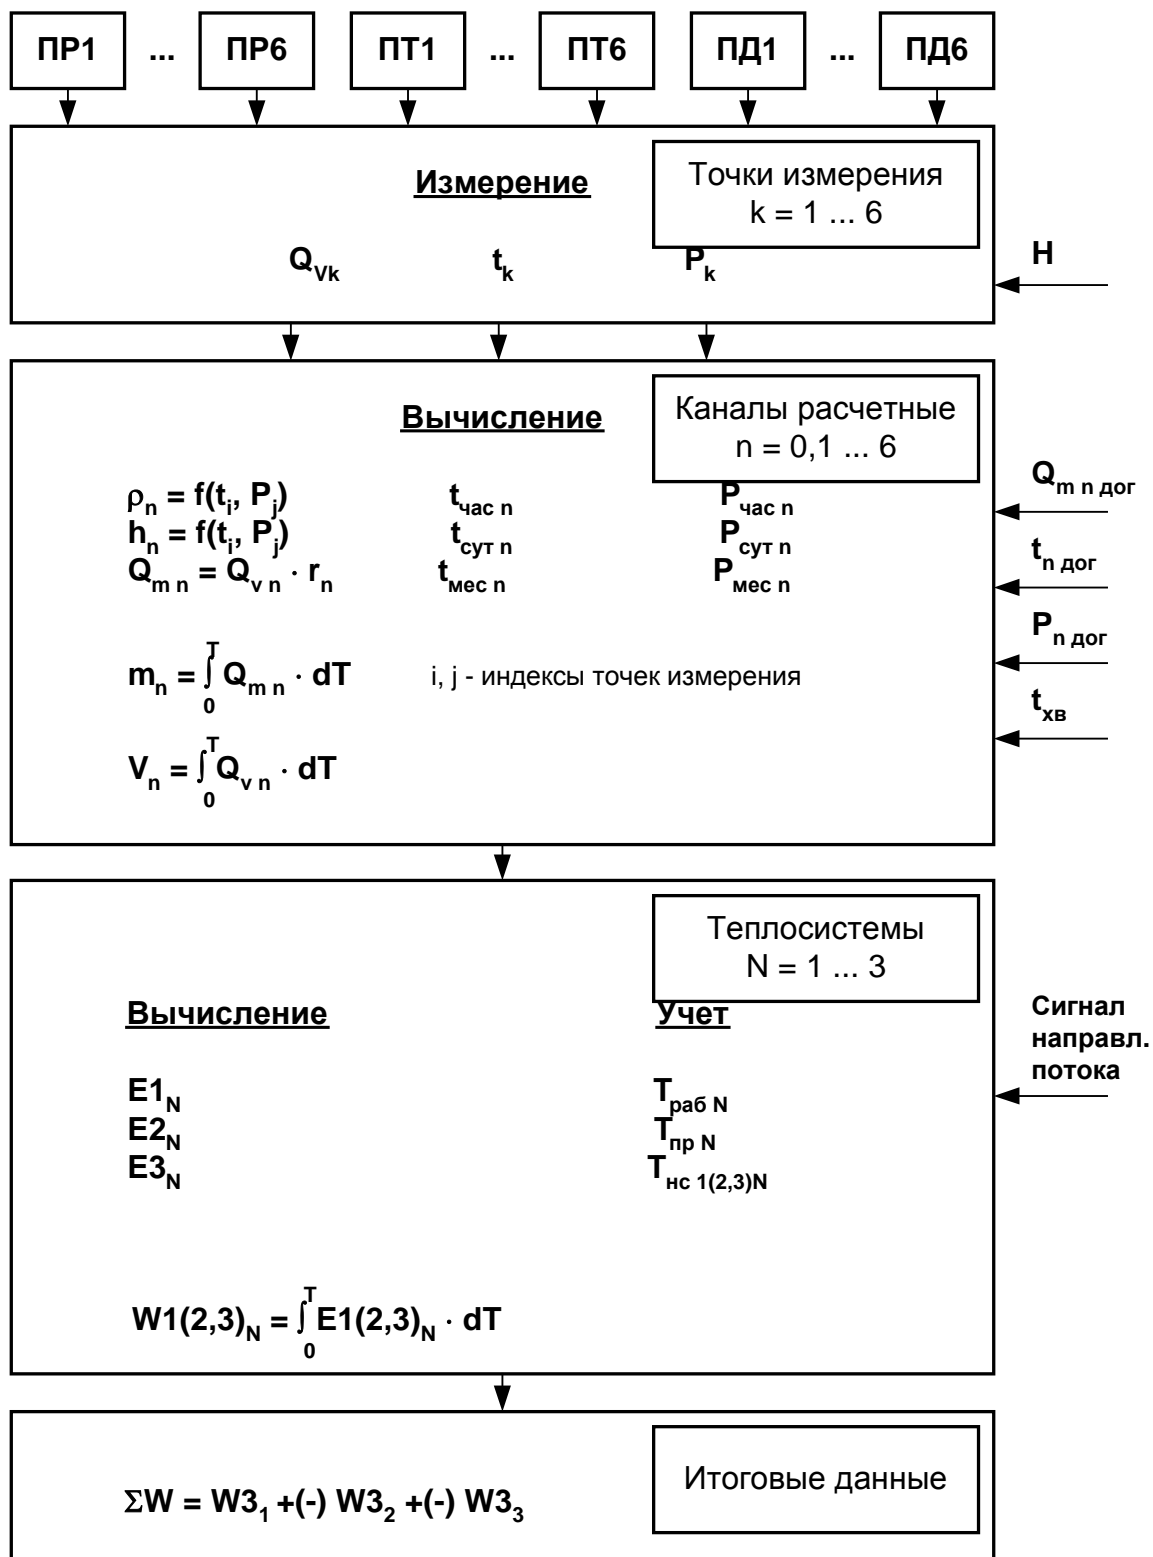 ПР1 ... ПР6 ПТ1 ... ПТ6 ПД1 ... ПД6
Измерение
Точки измерения
k = 1 ... 6
Q_Vk t_k P_k
H
Вычисление
Каналы расчетные
n = 0,1 ... 6
ρ_n = f(t_i, P_j) t_час n P_час n
h_n = f(t_i, P_j) t_сут n P_сут n
Q_m n = Q_v n · r_n t_мес n P_мес n
m_n = ∫_0^T Q_m n · dT i, j - индексы точек измерения
V_n = ∫_0^T Q_v n · dT
Q_m n дог
t_n дог
P_n дог
t_хв
Теплосистемы
N = 1 ... 3
Вычисление Учет
E1_N T_раб N
E2_N T_пр N
E3_N T_нс 1(2,3)N
W1(2,3)_N = ∫_0^T E1(2,3)_N · dT
Сигнал
направл.
потока
Итоговые данные
ΣW = W3_1 +(-) W3_2 +(-) W3_3